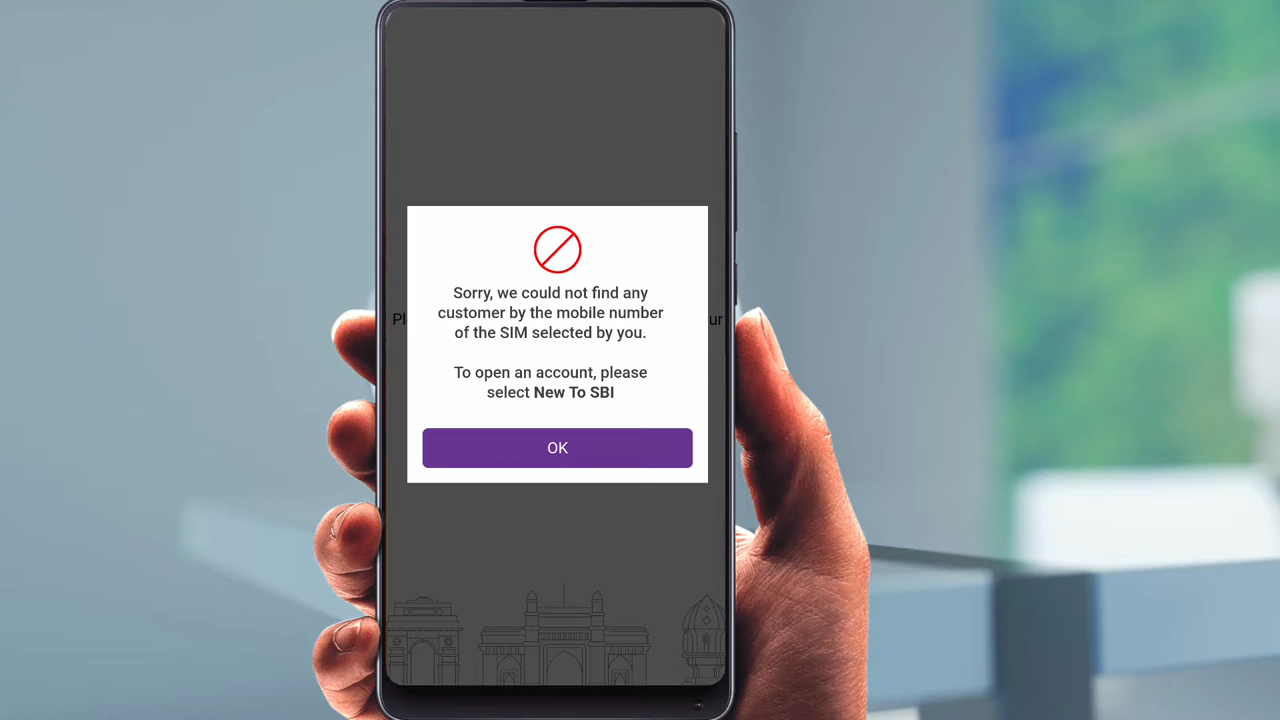 Sorry, we could not find any
customer by the mobile number
of the SIM selected by you.
To open an account, please
select New To SBI
OK